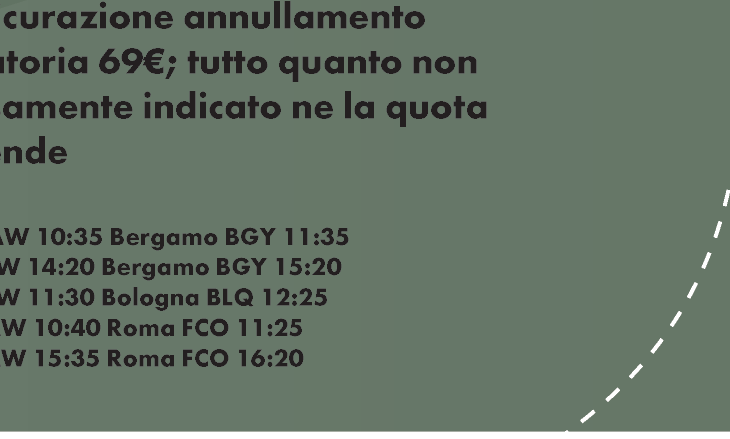 curazione annullamento
atoria 69€; tutto quanto non
samente indicato ne la quota
ende
AW 10:35 Bergamo BGY 11:35
W 14:20 Bergamo BGY 15:20
W 11:30 Bologna BLQ 12:25
W 10:40 Roma FCO 11:25
W 15:35 Roma FCO 16:20